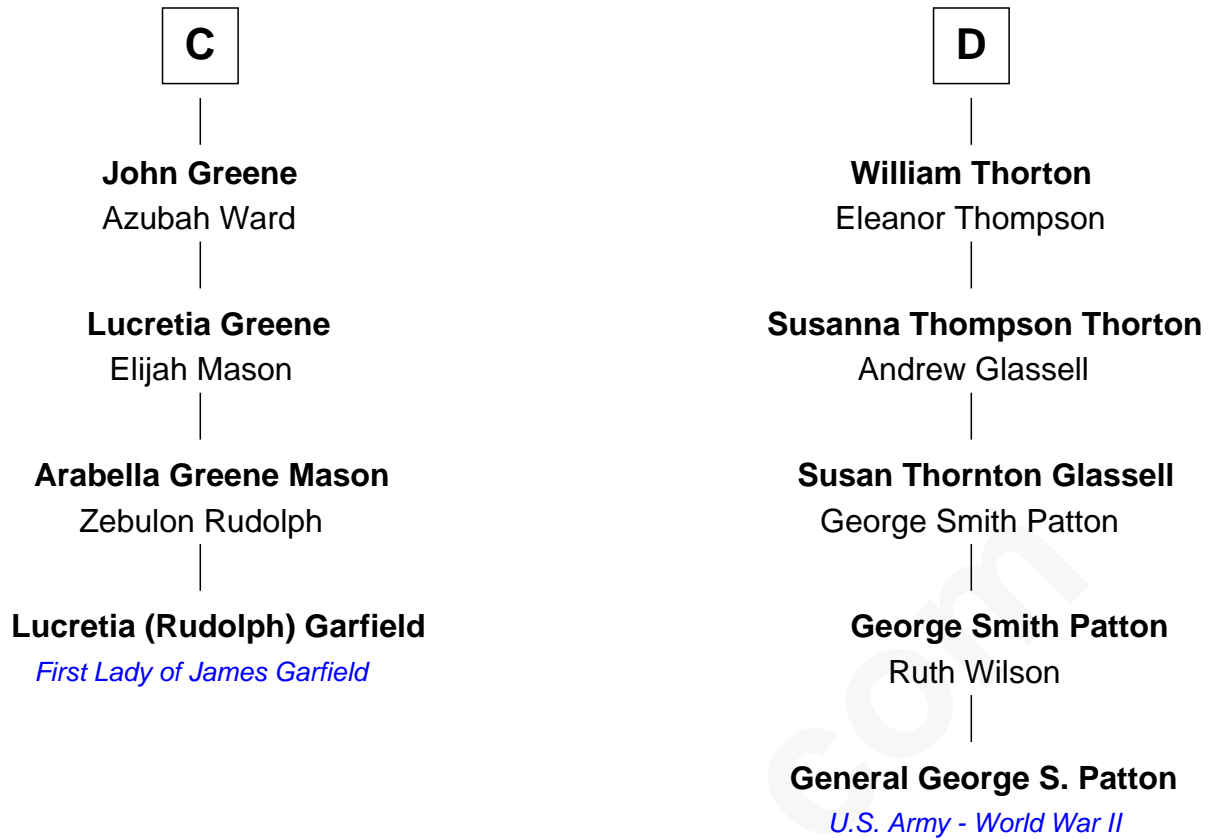 C
John Greene
Azubah Ward
Lucretia Greene
Elijah Mason
Arabella Greene Mason
Zebulon Rudolph
Lucretia (Rudolph) Garfield
First Lady of James Garfield
D
William Thorton
Eleanor Thompson
Susanna Thompson Thorton
Andrew Glassell
Susan Thornton Glassell
George Smith Patton
George Smith Patton
Ruth Wilson
General George S. Patton
U.S. Army - World War II
com